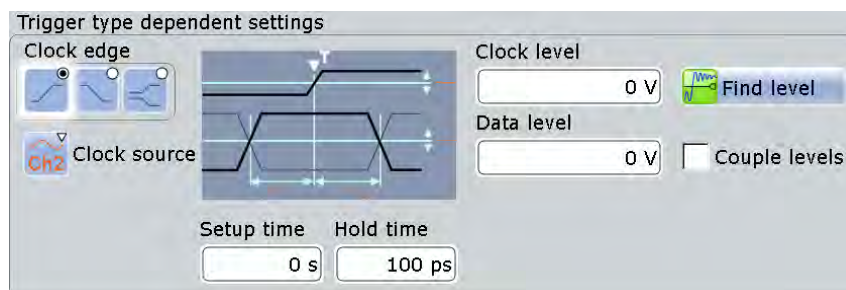 Trigger type dependent settings
Clock edge
Clock level
0 V
Find level
T
Ch2
Clock source
Data level
0 V
Couple levels
Setup time
Hold time
0 s
100 ps